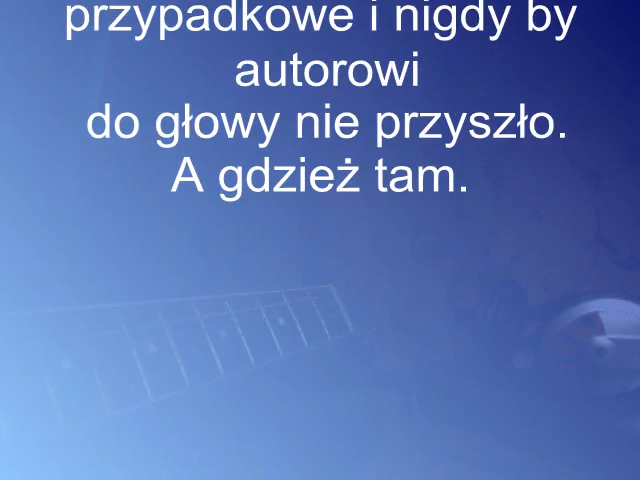 przypadkowe i nigdy by
autorowi
do głowy nie przyszło.
A gdzież tam.